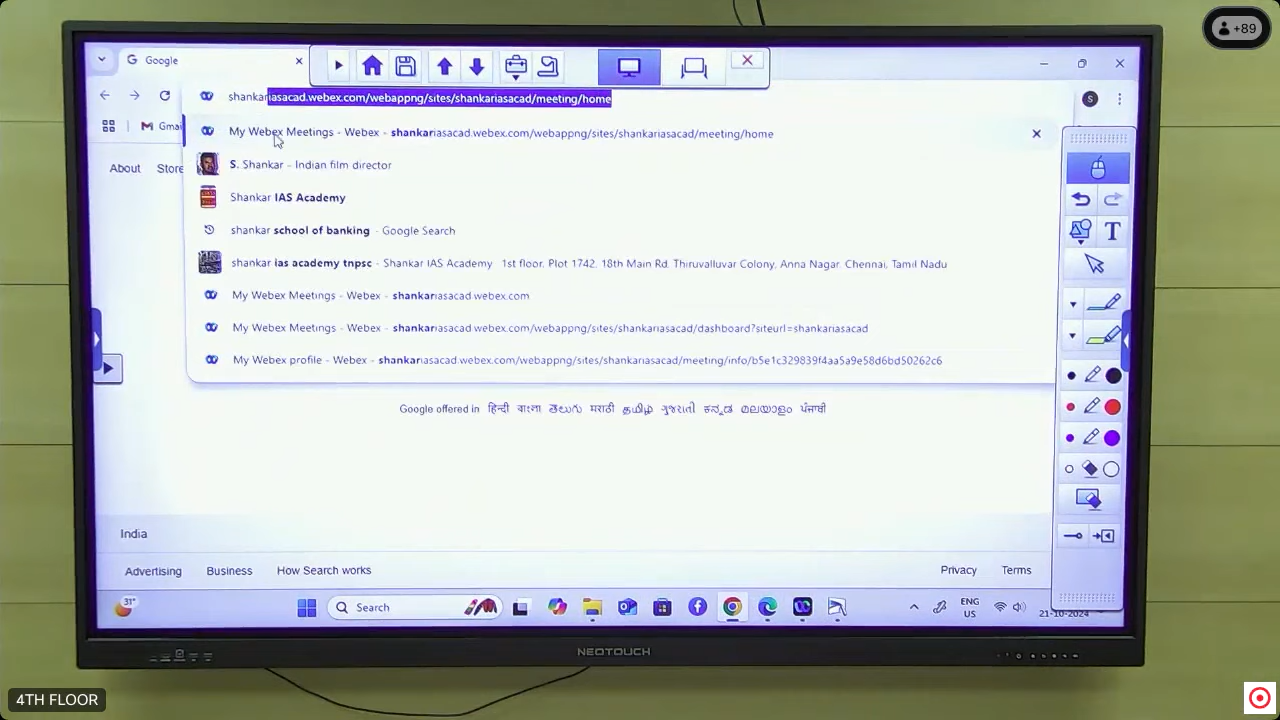 +89
Google
shankariasacad.webex.com/webappng/sites/shankariasacad/meeting/home
S
Gmai
My Webex Meetings - Webex - shankariasacad.webex.com/webappng/sites/shankariasacad/meeting/home
About Store
S. Shankar - Indian film director
Shankar IAS Academy
shankar school of banking - Google Search
T
shankar ias academy tnpsc - Shankar IAS Academy 1st floor, Plot 1742, 18th Main Rd, Thiruvalluvar Colony, Anna Nagar, Chennai, Tamil Nadu
My Webex Meetings - Webex - shankariasacad.webex.com
My Webex Meetings - Webex - shankariasacad.webex.com/webappng/sites/shankariasacad/dashboard?siteurl=shankariasacad
My Webex profile - Webex - shankariasacad.webex.com/webappng/sites/shankariasacad/meeting/info/b5e1c329839f4aa5a9e58d6bd50262c6
Google offered in हिन्दी বাংলা తెలుగు मराठी தமிழ் ગુજરાતી ಕನ್ನಡ മലയാളം ਪੰਜਾਬੀ
India
Advertising Business How Search works Privacy Terms
31°
Search
ENG
US
21-10-2024
NEOTOUCH
4TH FLOOR